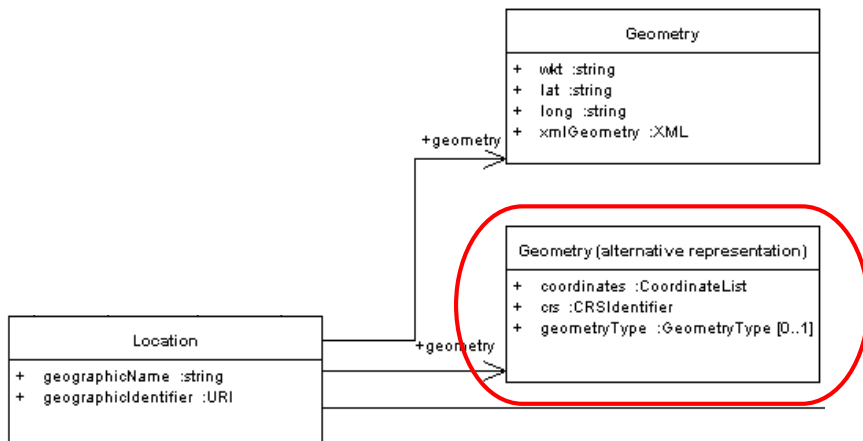 Geometry
+ wkt :string
+ lat :string
+ long :string
+ xmlGeometry :XML
+geometry
Geometry (alternative representation)
+ coordinates :CoordinateList
+ crs :CRSIdentifier
+ geometryType :GeometryType [0..1]
+geometry
Location
+ geographicName :string
+ geographicIdentifier :URI